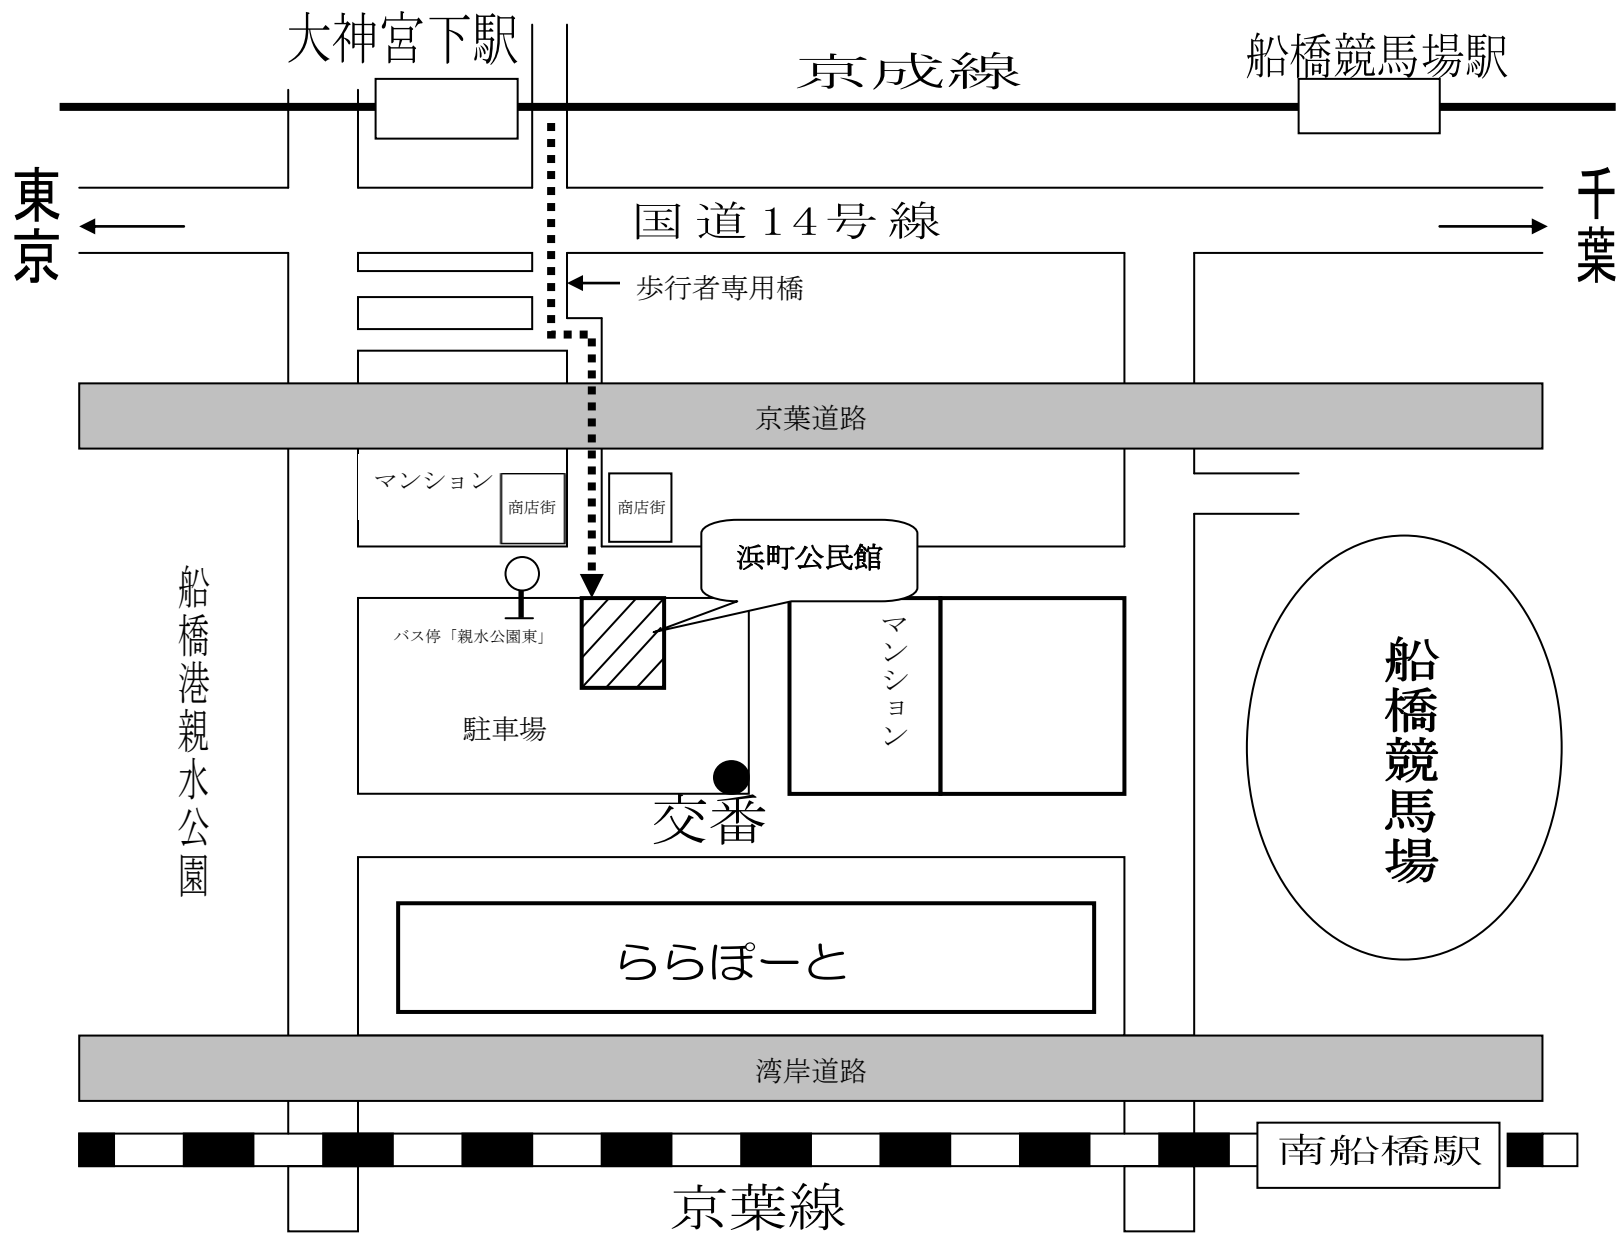 大神宮下駅
京成線
船橋競馬場駅
東京
千葉
国道14号線
歩行者専用橋
京葉道路
マンション
商店街
商店街
浜町公民館
バス停「親水公園東」
マンション
駐車場
交番
船橋港親水公園
船橋競馬場
ららぽーと
湾岸道路
南船橋駅
京葉線